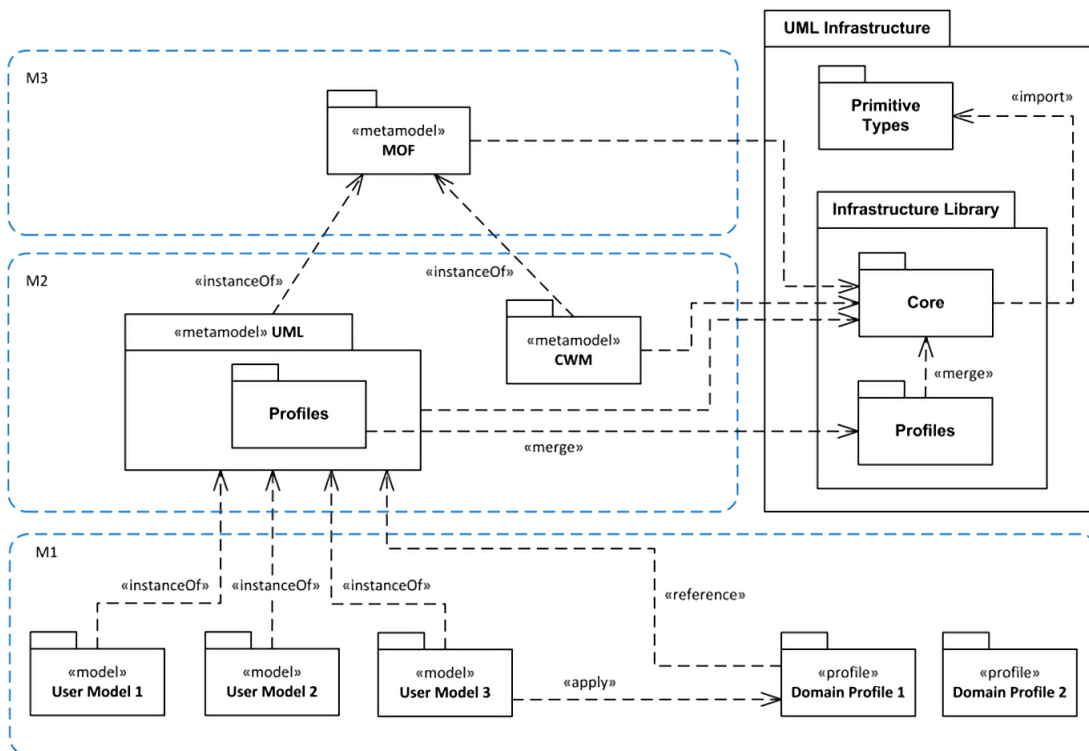 UML Infrastructure
M3
«metamodel»
MOF
Primitive
Types
«import»
Infrastructure Library
Core
«merge»
Profiles
M2
«instanceOf»
«instanceOf»
«metamodel» UML
Profiles
«metamodel»
CWM
«merge»
M1
«instanceOf»
«instanceOf»
«instanceOf»
«reference»
«model»
User Model 1
«model»
User Model 2
«model»
User Model 3
«apply»
«profile»
Domain Profile 1
«profile»
Domain Profile 2